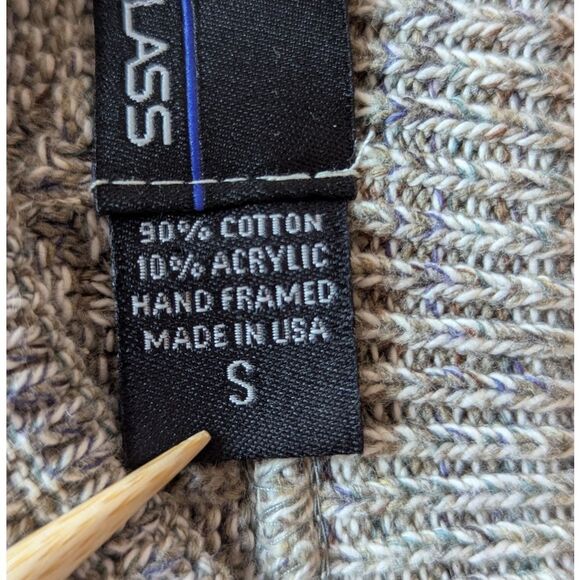 LASS
90% COTTON
10% ACRYLIC
HAND FRAMED
MADE IN USA
S